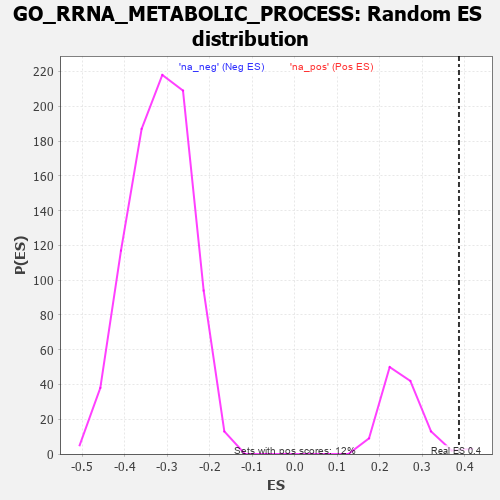 GO_RRNA_METABOLIC_PROCESS: Random ES
distribution
'na_neg' (Neg ES) 'na_pos' (Pos ES)
220
200
180
160
140
120
100
80
60
40
20
0
P(ES)
Sets with pos scores: 12% Real ES 0.4
-0.5 -0.4 -0.3 -0.2 -0.1 0.0 0.1 0.2 0.3 0.4
ES